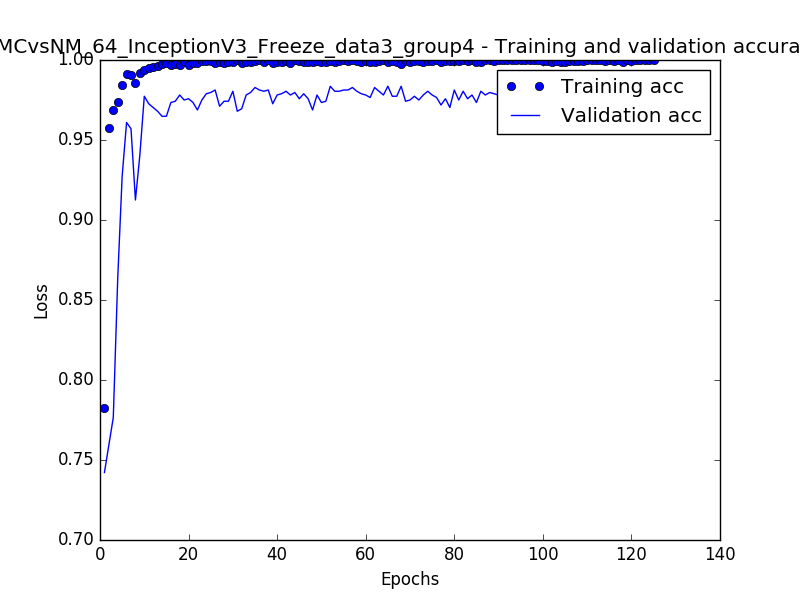 MCvsNM_64_InceptionV3_Freeze_data3_group4 - Training and validation accura
1.00
0.95
0.90
0.85
0.80
0.75
0.70
Loss
Training acc
Validation acc
0 20 40 60 80 100 120 140
Epochs